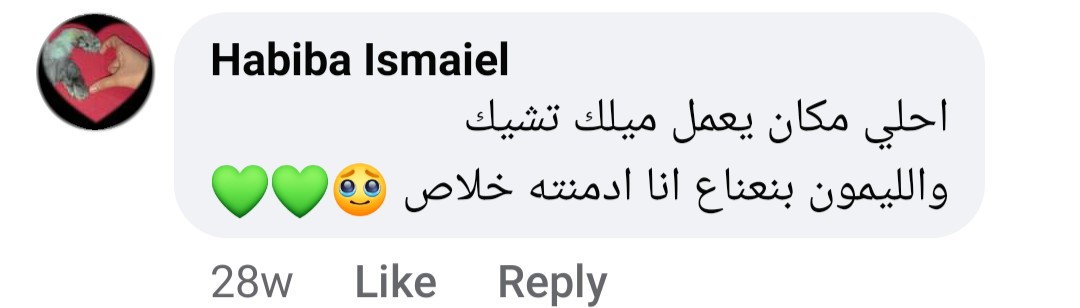 Habiba Ismaiel
احلي مكان يعمل ميلك تشيك
والليمون بنعناع انا ادمنته خلاص 🥹💚💚
28w Like Reply